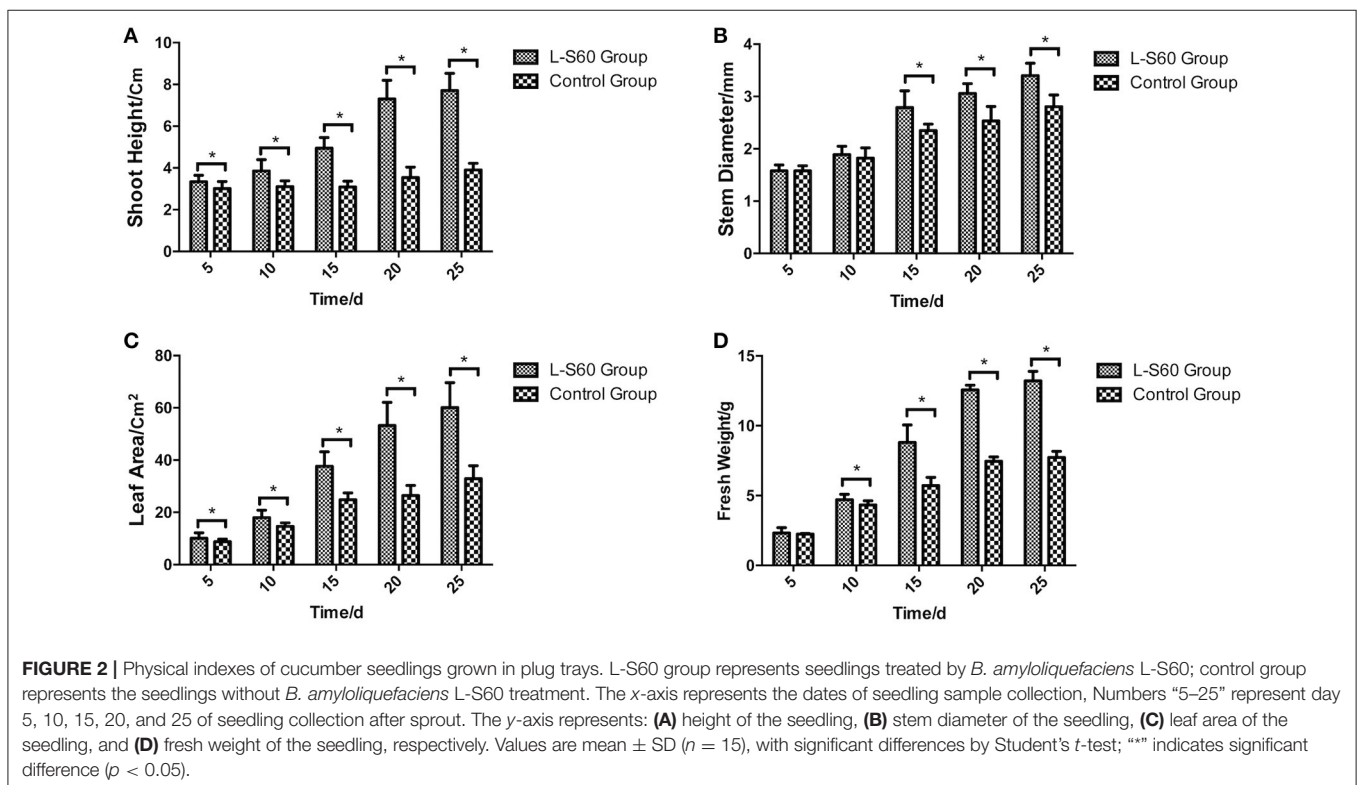 A
10
8
6
4
2
0
Shoot Height/Cm
*
*
*
*
*
5
10
15
20
25
Time/d
L-S60 Group
Control Group
B
4
3
2
1
0
Stem Diameter/mm
*
*
*
5
10
15
20
25
Time/d
L-S60 Group
Control Group
C
80
60
40
20
0
Leaf Area/Cm²
*
*
*
*
*
5
10
15
20
25
Time/d
L-S60 Group
Control Group
D
15
10
5
0
Fresh Weight/g
*
*
*
*
5
10
15
20
25
Time/d
L-S60 Group
Control Group
FIGURE 2 | Physical indexes of cucumber seedlings grown in plug trays. L-S60 group represents seedlings treated by B. amyloliquefaciens L-S60; control group
represents the seedlings without B. amyloliquefaciens L-S60 treatment. The x-axis represents the dates of seedling sample collection, Numbers “5–25” represent day
5, 10, 15, 20, and 25 of seedling collection after sprout. The y-axis represents: (A) height of the seedling, (B) stem diameter of the seedling, (C) leaf area of the
seedling, and (D) fresh weight of the seedling, respectively. Values are mean ± SD (n = 15), with significant differences by Student’s t-test; “*” indicates significant
difference (p < 0.05).